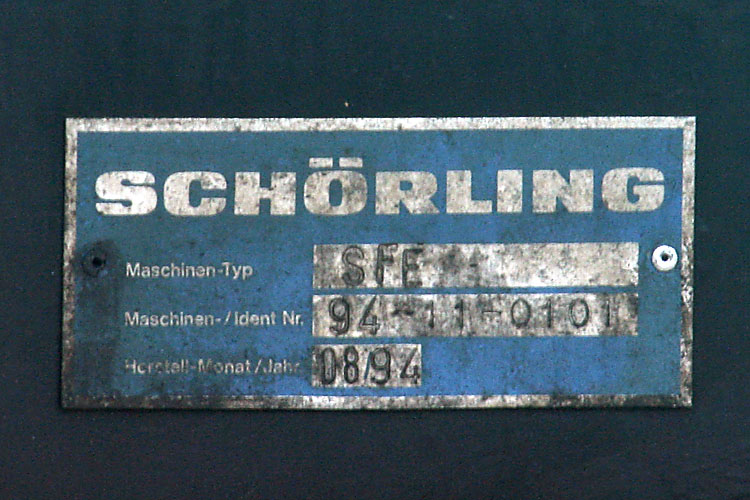 SCHÖRLING
Maschinen-Typ SFE
Maschinen-/Ident Nr. 94-11-0101
Herstell-Monat/Jahr 08/94